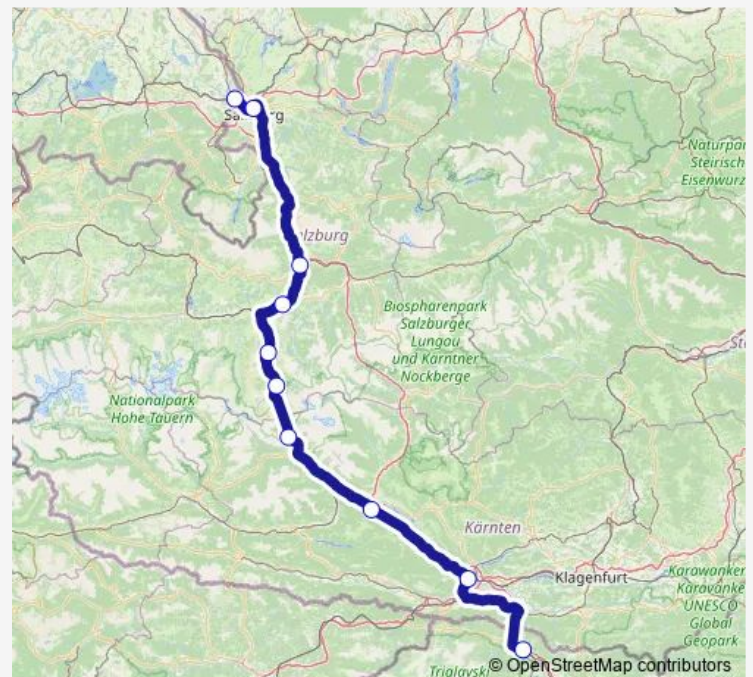 lzburg
Naturpar
Steirisch
Eisenwurz
Biosphärenpark
Salzburger
Lungau
und Kärntner
Nockberge
Nationalpark
Hohe Tauern
Kärnten
Klagenfurt
Karawanken
Karavanke
UNESCO
Global
Geopark
Triglavski
© OpenStreetMap contributors